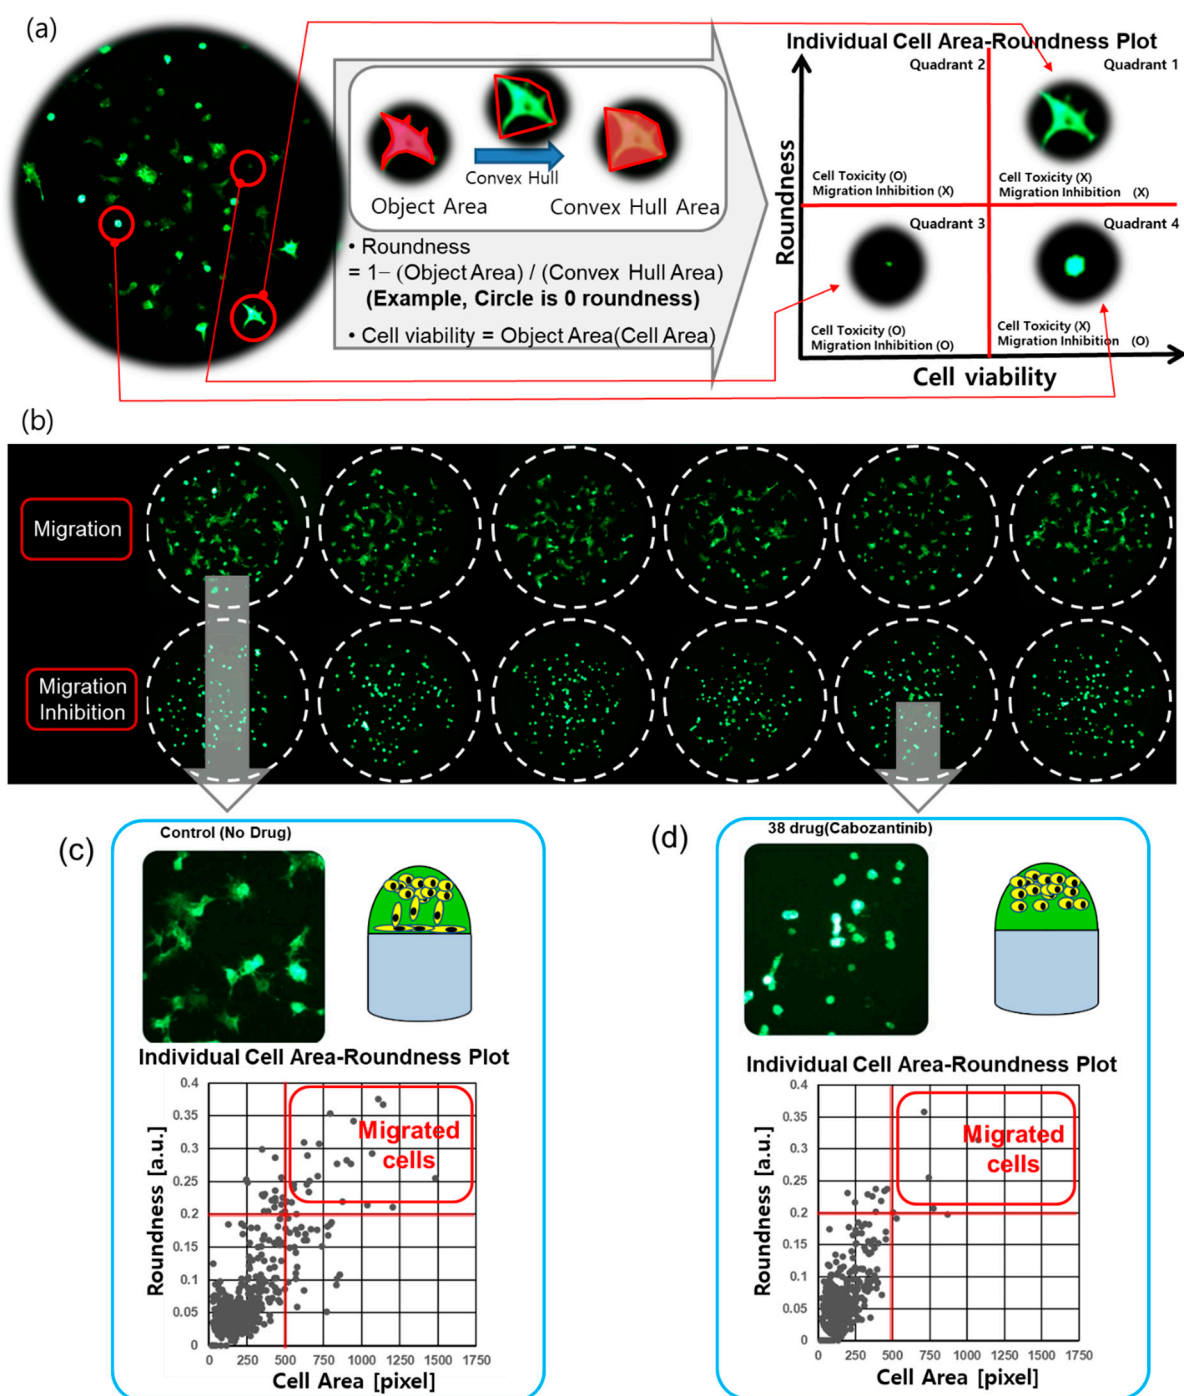 (a)
Individual Cell Area-Roundness Plot
Quadrant 2
Quadrant 1
Convex Hull
Object Area
Convex Hull Area
• Roundness
= 1– (Object Area) / (Convex Hull Area)
(Example, Circle is 0 roundness)
• Cell viability = Object Area(Cell Area)
Roundness
Cell Toxicity (O)
Migration Inhibition (X)
Cell Toxicity (X)
Migration Inhibition (X)
Quadrant 3
Quadrant 4
Cell Toxicity (O)
Migration Inhibition (O)
Cell Toxicity (X)
Migration Inhibition (O)
Cell viability
(b)
Migration
Migration
Inhibition
(c)
Control (No Drug)
Individual Cell Area-Roundness Plot
Roundness [a.u.]
0.4
0.35
0.3
0.25
0.2
0.15
0.1
0.05
0
Migrated
cells
0 250 500 750 1000 1250 1500 1750
Cell Area [pixel]
(d)
38 drug(Cabozantinib)
Individual Cell Area-Roundness Plot
Roundness [a.u.]
0.4
0.35
0.3
0.25
0.2
0.15
0.1
0.05
0
Migrated
cells
0 250 500 750 1000 1250 1500 1750
Cell Area [pixel]